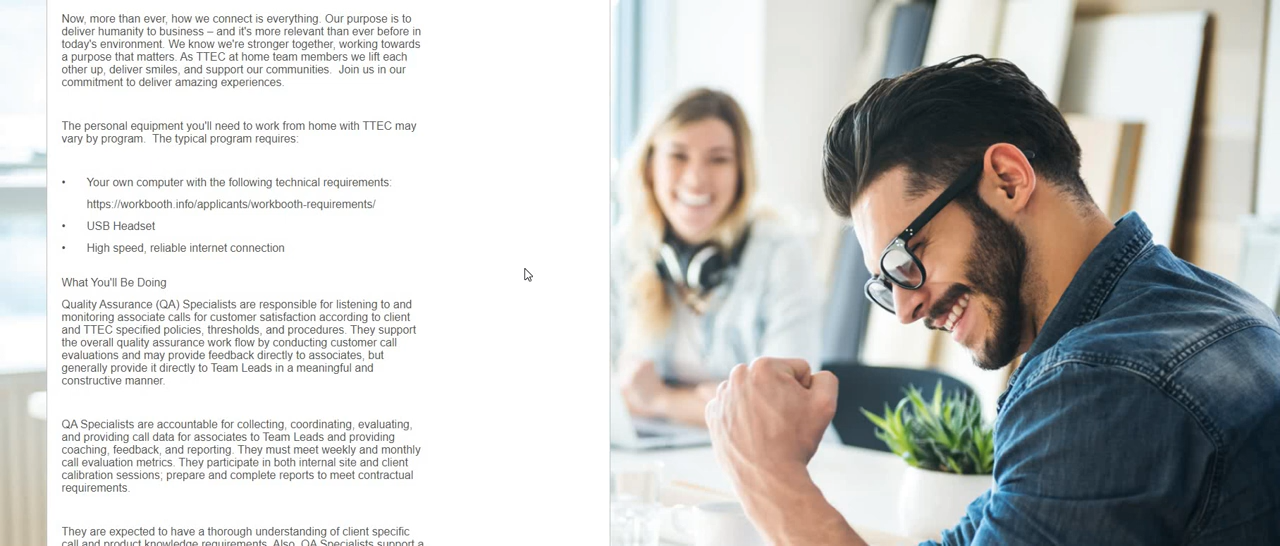 Now, more than ever, how we connect is everything. Our purpose is to
deliver humanity to business – and it's more relevant than ever before in
today's environment. We know we're stronger together, working towards
a purpose that matters. As TTEC at home team members we lift each
other up, deliver smiles, and support our communities.  Join us in our
commitment to deliver amazing experiences.
The personal equipment you'll need to work from home with TTEC may
vary by program.  The typical program requires:
• Your own computer with the following technical requirements:
https://workbooth.info/applicants/workbooth-requirements/
• USB Headset
• High speed, reliable internet connection
What You'll Be Doing
Quality Assurance (QA) Specialists are responsible for listening to and
monitoring associate calls for customer satisfaction according to client
and TTEC specified policies, thresholds, and procedures. They support
the overall quality assurance work flow by conducting customer call
evaluations and may provide feedback directly to associates, but
generally provide it directly to Team Leads in a meaningful and
constructive manner.
QA Specialists are accountable for collecting, coordinating, evaluating,
and providing call data for associates to Team Leads and providing
coaching, feedback, and reporting. They must meet weekly and monthly
call evaluation metrics. They participate in both internal site and client
calibration sessions; prepare and complete reports to meet contractual
requirements.
They are expected to have a thorough understanding of client specific
call and product knowledge requirements. Also, QA Specialists support a